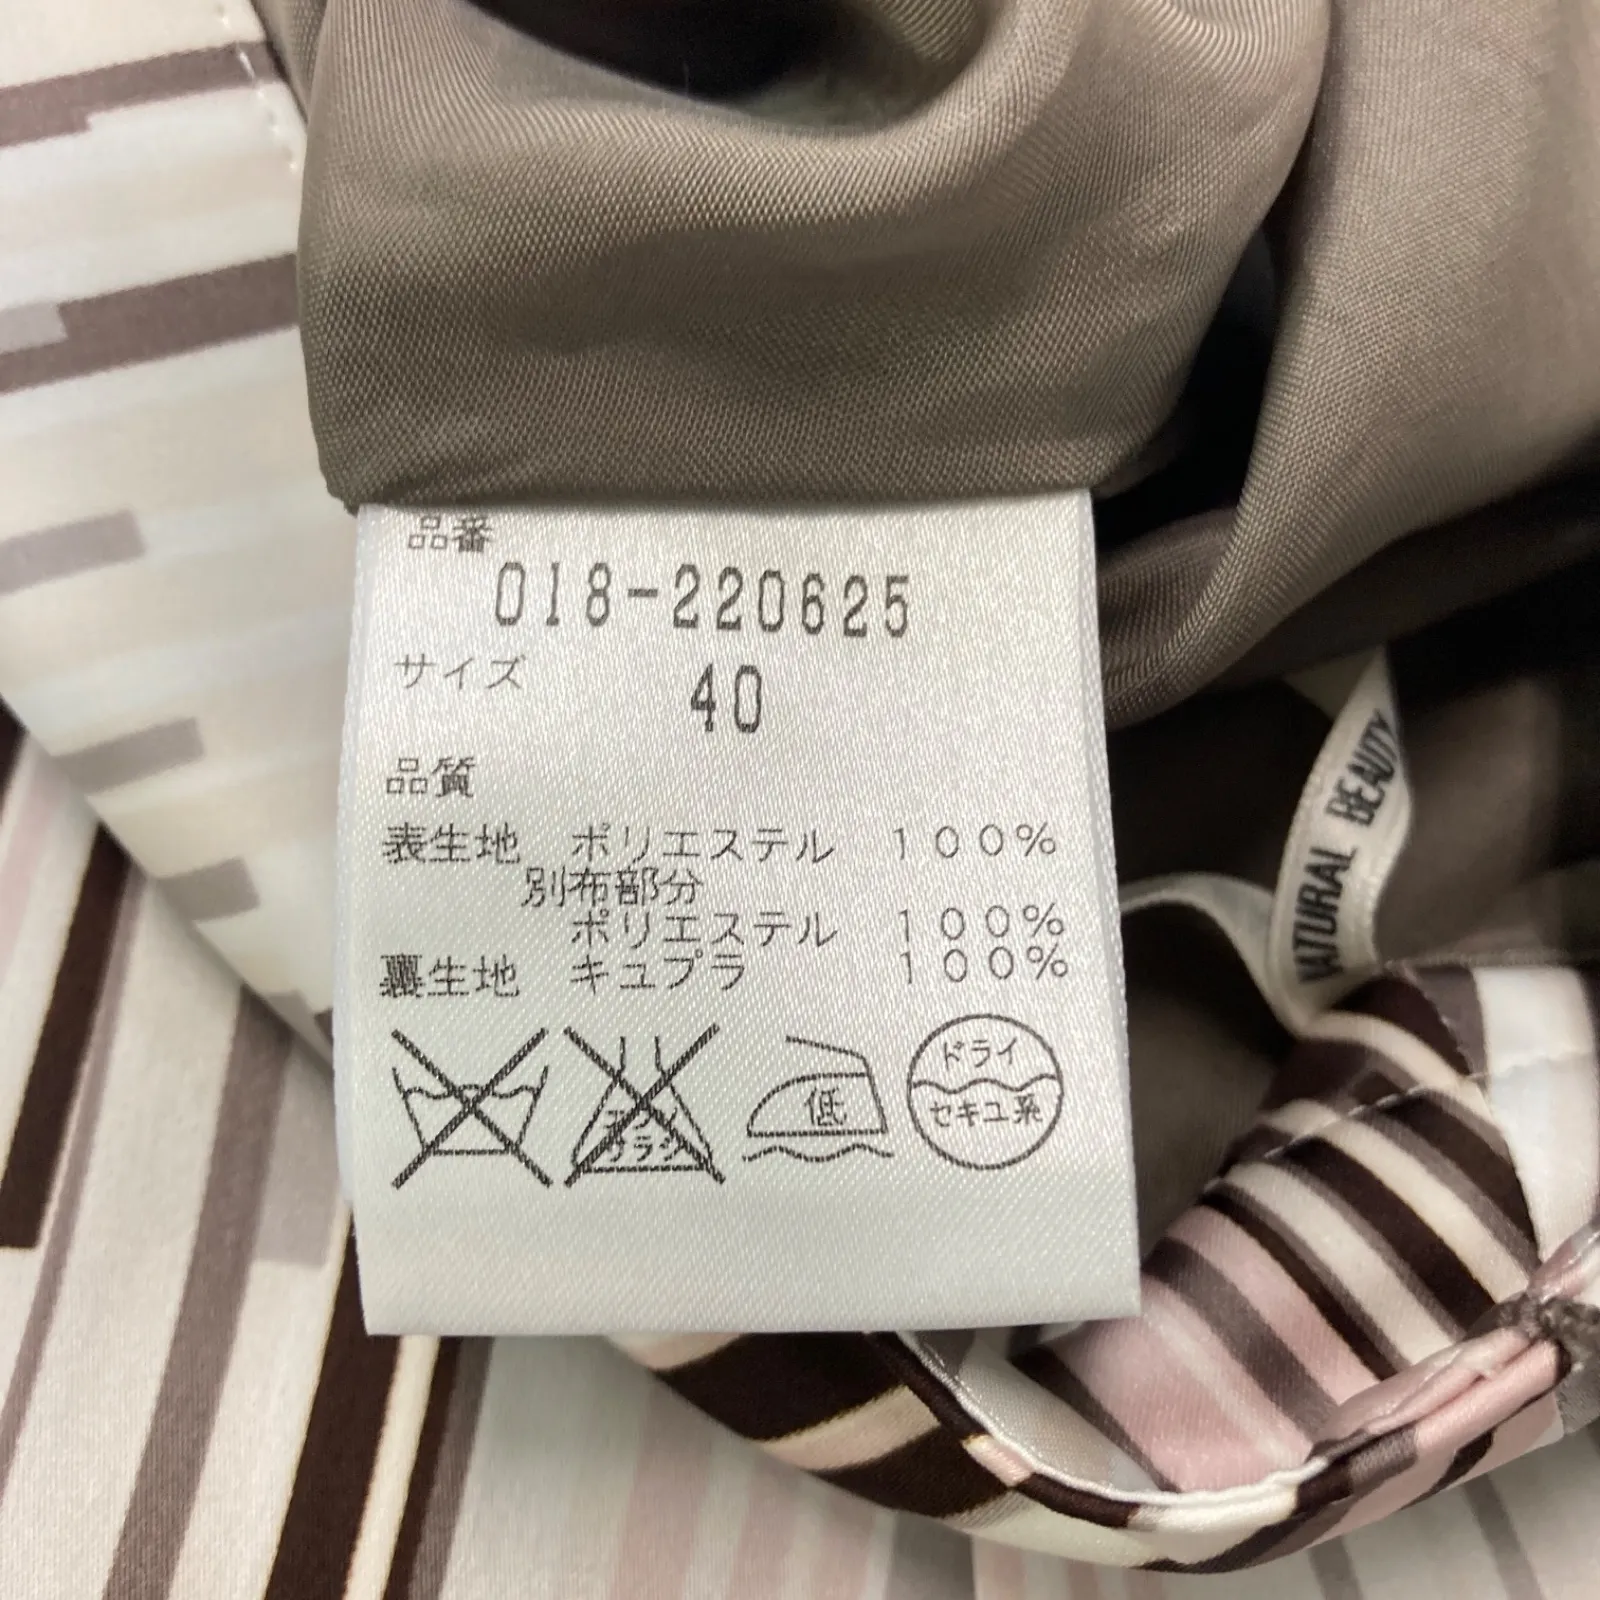 品番
018-220625
サイズ 40
品質
表生地 ポリエステル 100%
別布部分
ポリエステル 100%
裏生地 キュプラ 100%
低
ドライ
セキユ系
NATURAL BEAUTY